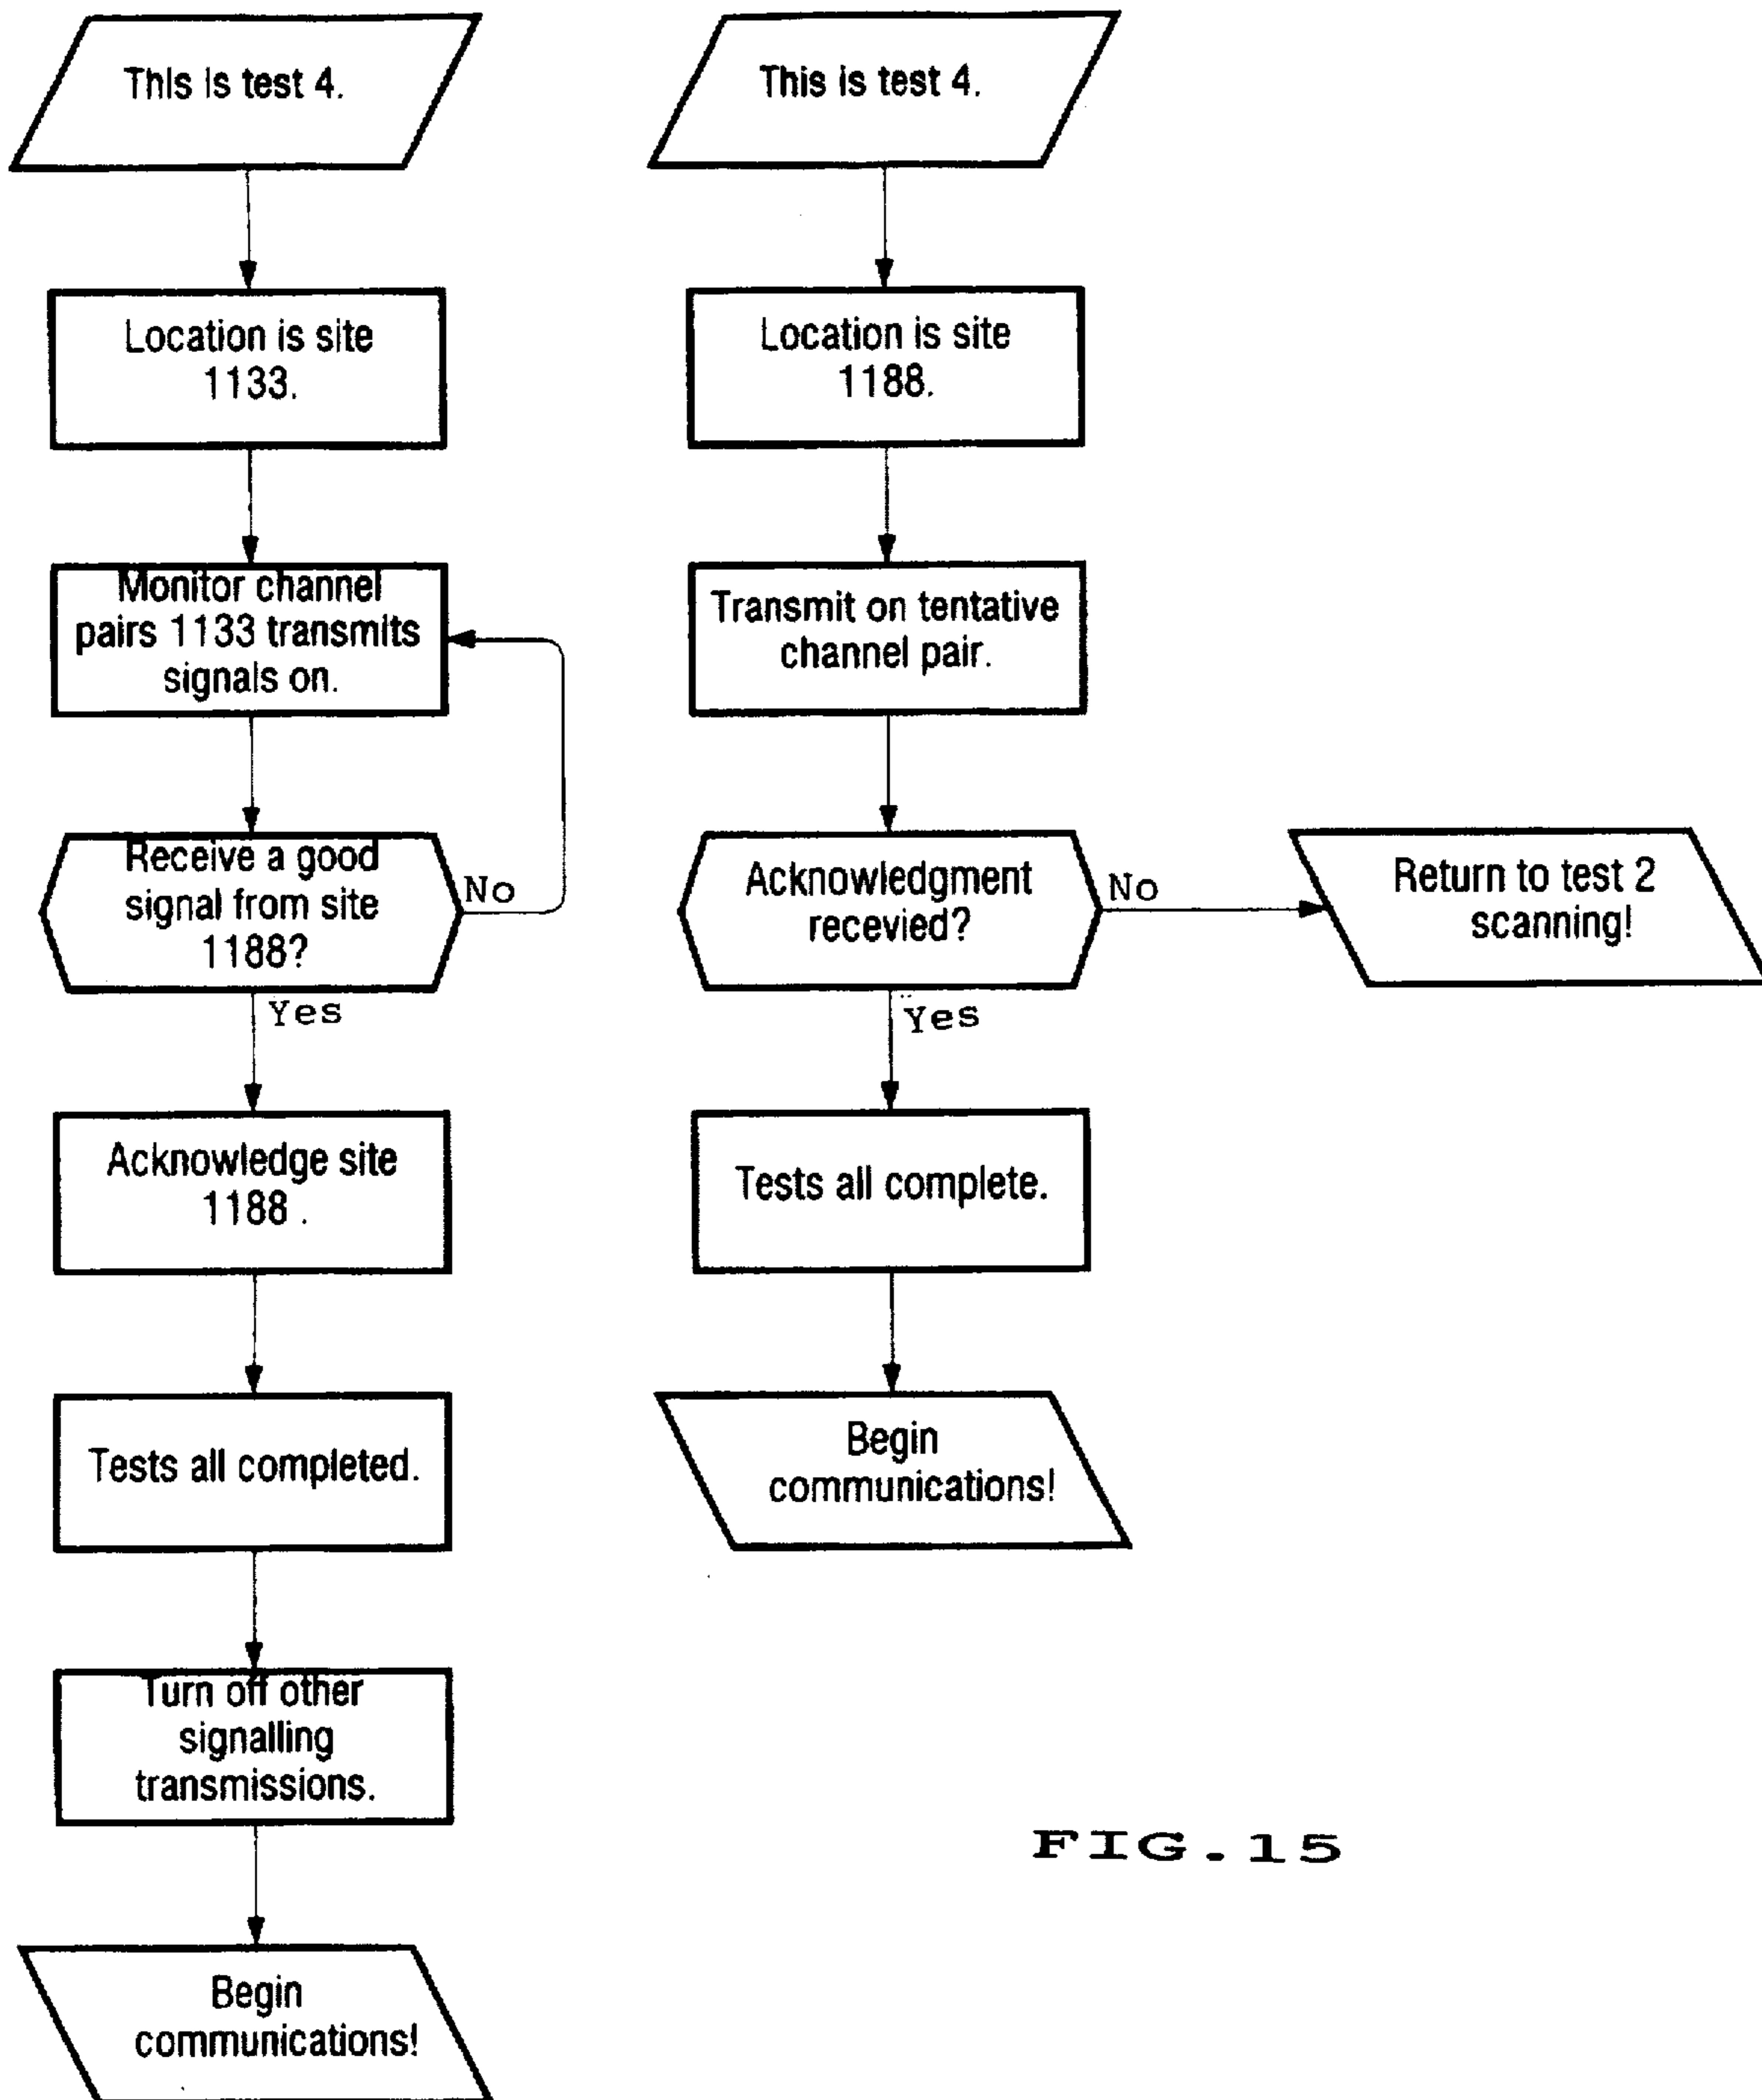 This is test 4.
Location is site
1133.
Monitor channel
pairs 1133 transmits
signals on.
Receive a good
signal from site
1188?
No
Yes
Acknowledge site
1188 .
Tests all completed.
Turn off other
signalling
transmissions.
Begin
communications!
This is test 4.
Location is site
1188.
Transmit on tentative
channel pair.
Acknowledgment
recevied?
No
Return to test 2
scanning!
Yes
Tests all complete.
Begin
communications!
FIG.15